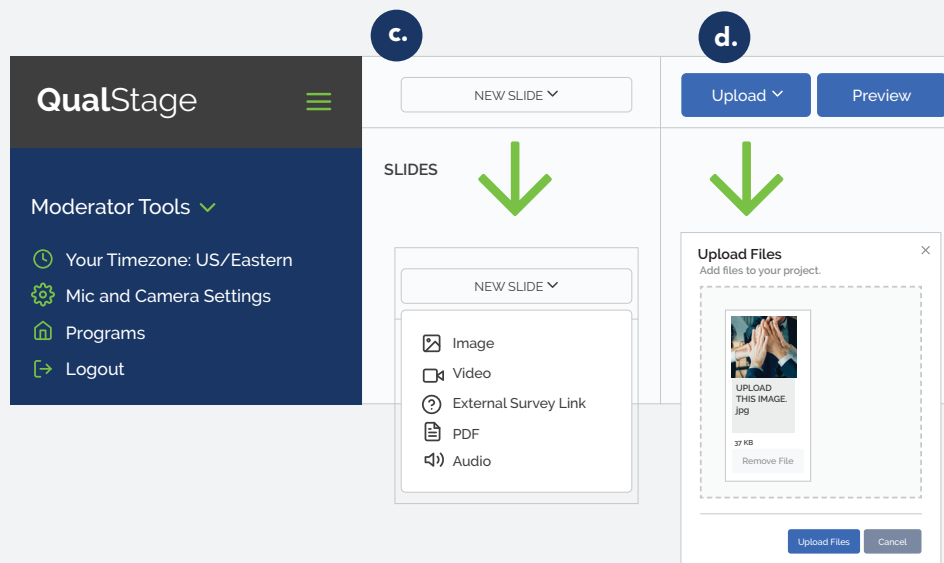 c.
d.
QualStage
NEW SLIDE
Upload
Preview
SLIDES
Moderator Tools
Your Timezone: US/Eastern
Mic and Camera Settings
Programs
Logout
NEW SLIDE
Image
Video
External Survey Link
PDF
Audio
Upload Files
Add files to your project.
UPLOAD
THIS IMAGE.
jpg
37 KB
Remove File
Upload Files
Cancel